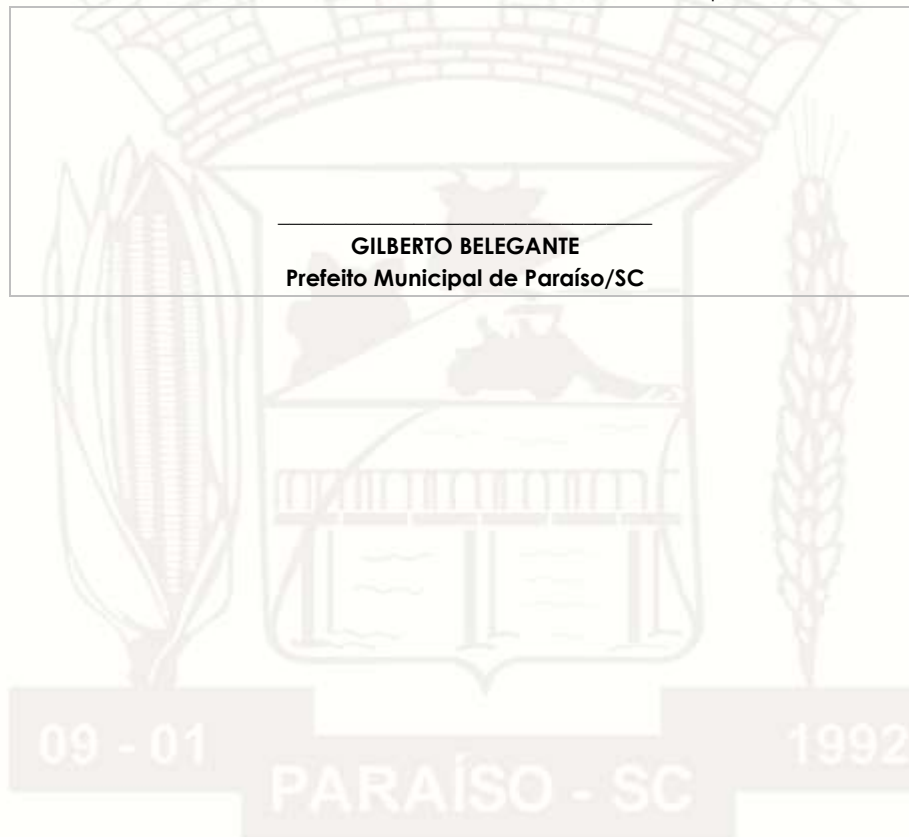 GILBERTO BELEGANTE
Prefeito Municipal de Paraíso/SC
09 - 01
1992
PARAÍSO - SC